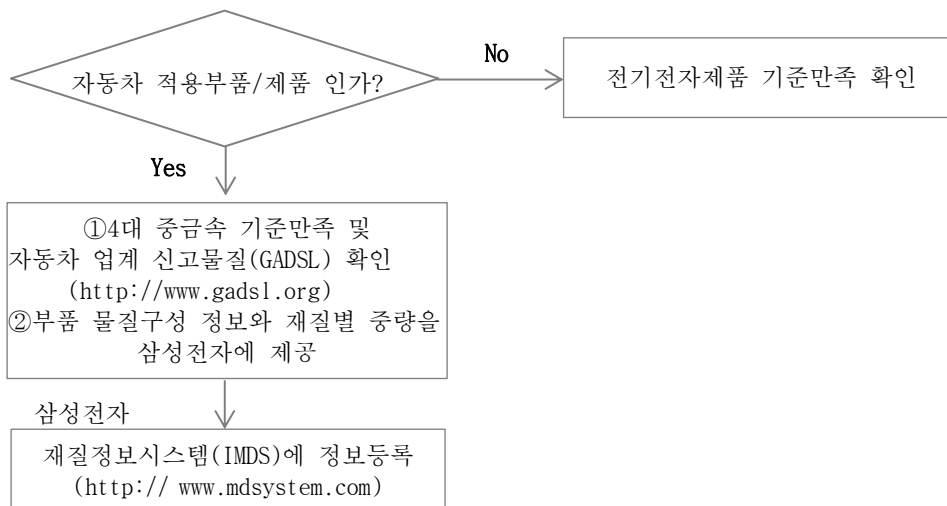 자동차 적용부품/제품 인가?
No
전기전자제품 기준만족 확인
Yes
①4대 중금속 기준만족 및
자동차 업계 신고물질(GADSL) 확인
(http://www.gadsl.org)
②부품 물질구성 정보와 재질별 중량을
삼성전자에 제공
삼성전자
재질정보시스템(IMDS)에 정보등록
(http:// www.mdsystem.com)